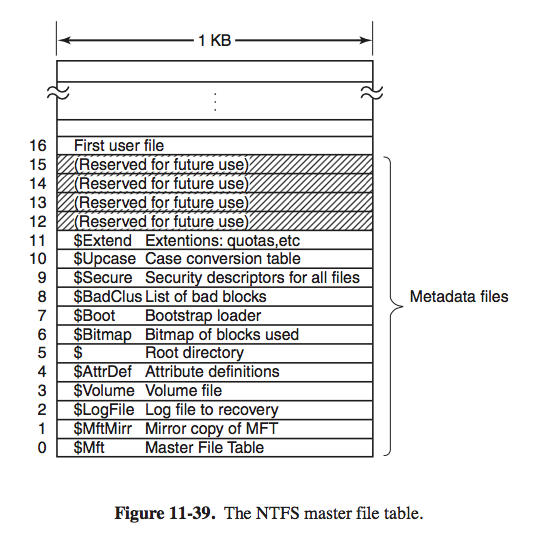 1 KB
16 First user file
15 (Reserved for future use)
14 (Reserved for future use)
13 (Reserved for future use)
12 (Reserved for future use)
11 $Extend Extentions: quotas,etc
10 $Upcase Case conversion table
9 $Secure Security descriptors for all files
8 $BadClus List of bad blocks
7 $Boot Bootstrap loader
6 $Bitmap Bitmap of blocks used
5 $ Root directory
4 $AttrDef Attribute definitions
3 $Volume Volume file
2 $LogFile Log file to recovery
1 $MftMirr Mirror copy of MFT
0 $Mft Master File Table
Metadata files
Figure 11-39. The NTFS master file table.